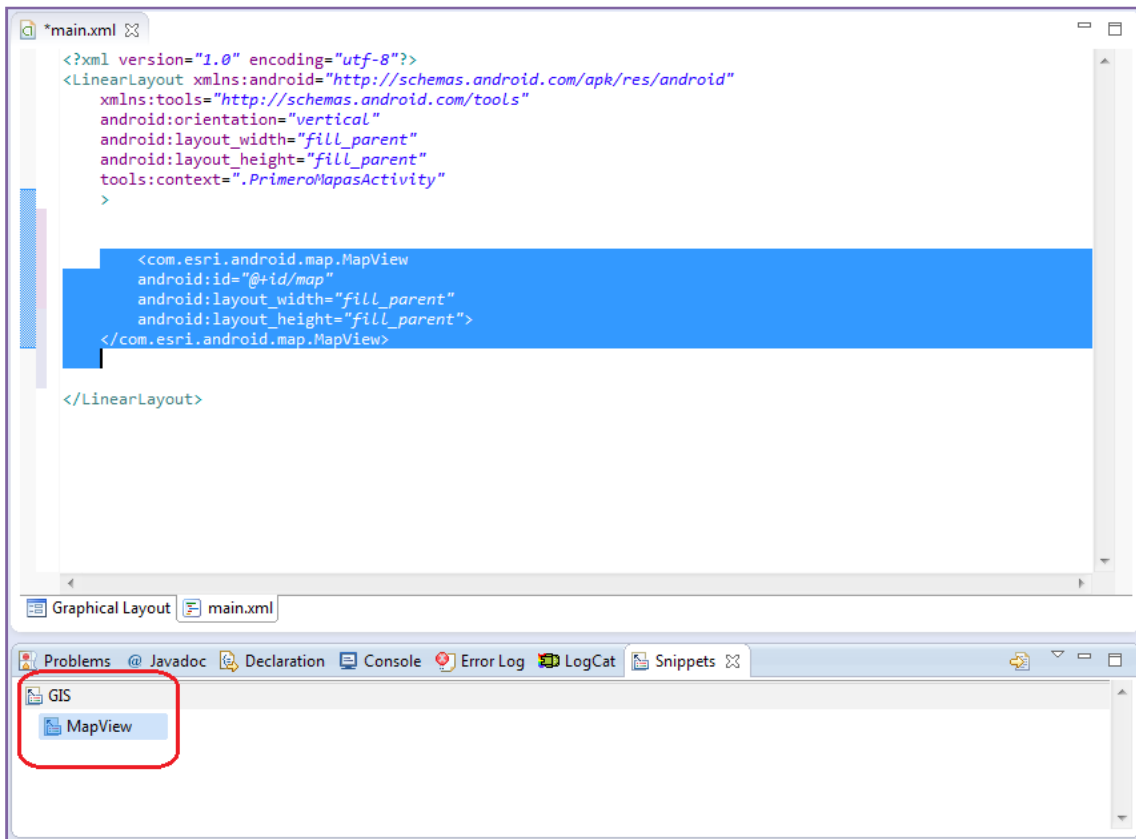 *main.xml
<?xml version="1.0" encoding="utf-8"?>
<LinearLayout xmlns:android="http://schemas.android.com/apk/res/android"
    xmlns:tools="http://schemas.android.com/tools"
    android:orientation="vertical"
    android:layout_width="fill_parent"
    android:layout_height="fill_parent"
    tools:context=".PrimeroMapasActivity"
    >
        <com.esri.android.map.MapView
        android:id="@+id/map"
        android:layout_width="fill_parent"
        android:layout_height="fill_parent">
    </com.esri.android.map.MapView>
</LinearLayout>
Graphical Layout main.xml
Problems @ Javadoc Declaration Console Error Log LogCat Snippets
GIS
MapView